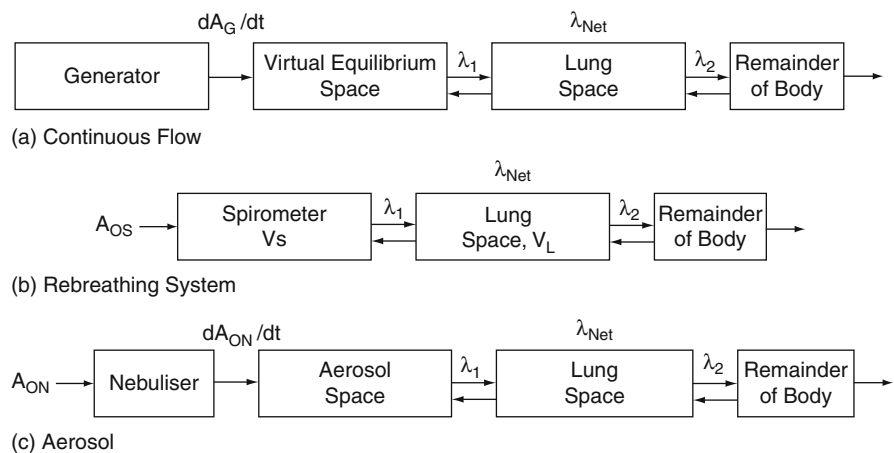 dA_G/dt
λ_Net
Generator
Virtual Equilibrium
Space
λ_1
Lung
Space
λ_2
Remainder
of Body
(a) Continuous Flow
λ_Net
A_OS
Spirometer
Vs
λ_1
Lung
Space, V_L
λ_2
Remainder
of Body
(b) Rebreathing System
dA_ON/dt
λ_Net
A_ON
Nebuliser
Aerosol
Space
λ_1
Lung
Space
λ_2
Remainder
of Body
(c) Aerosol